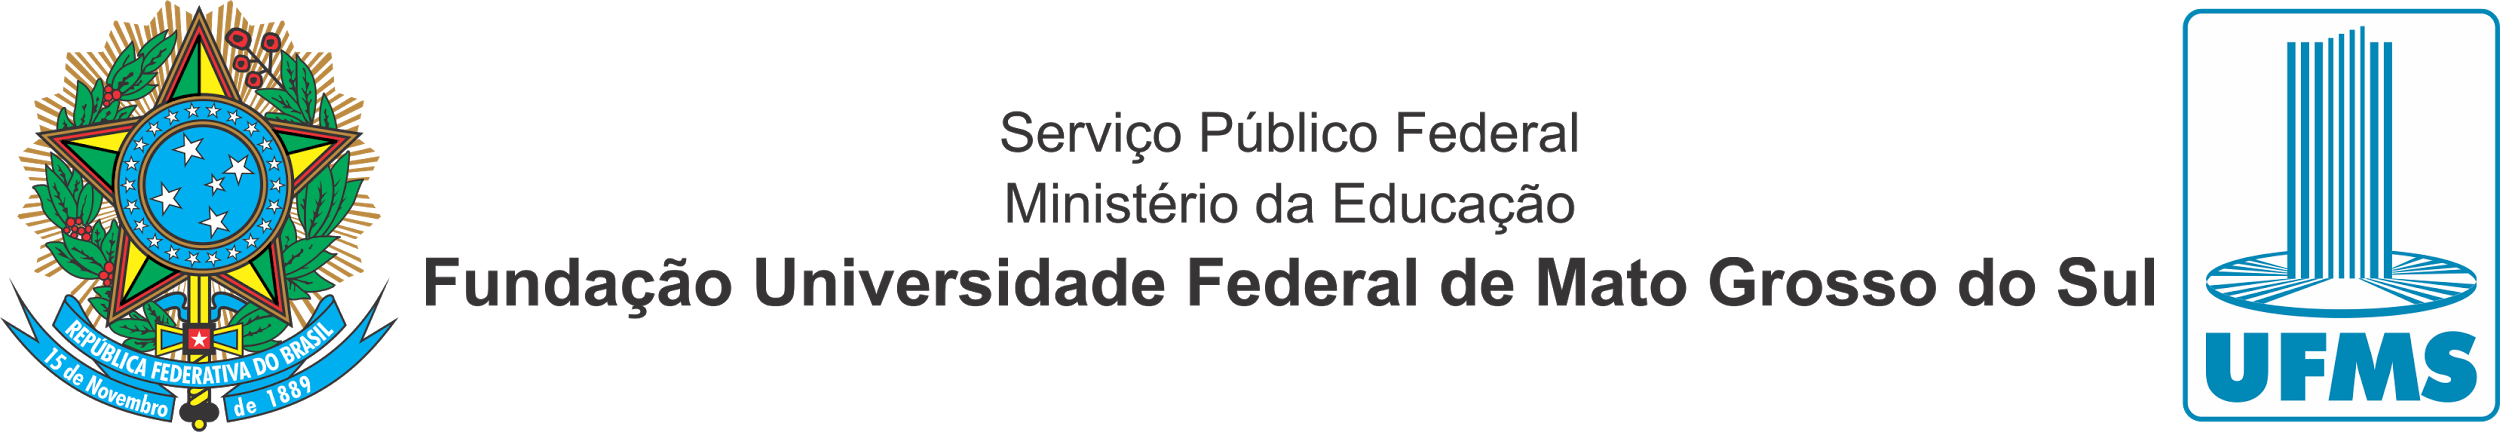 Serviço Público Federal
Ministério da Educação
Fundação Universidade Federal de Mato Grosso do Sul
REPÚBLICA FEDERATIVA DO BRASIL
15 de Novembro
de 1889
UFMS